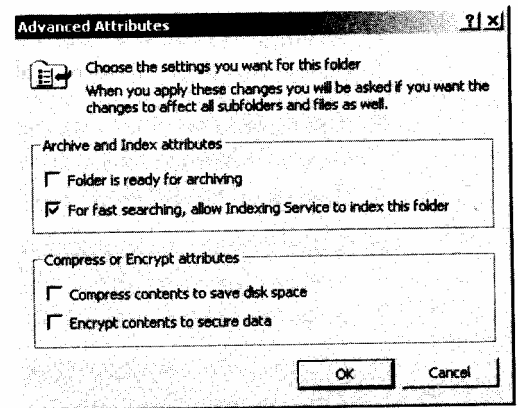 Advanced Attributes
Choose the settings you want for this folder
When you apply these changes you will be asked if you want the
changes to affect all subfolders and files as well.
Archive and Index attributes
Folder is ready for archiving
For fast searching, allow Indexing Service to index this folder
Compress or Encrypt attributes
Compress contents to save disk space
Encrypt contents to secure data
OK
Cancel